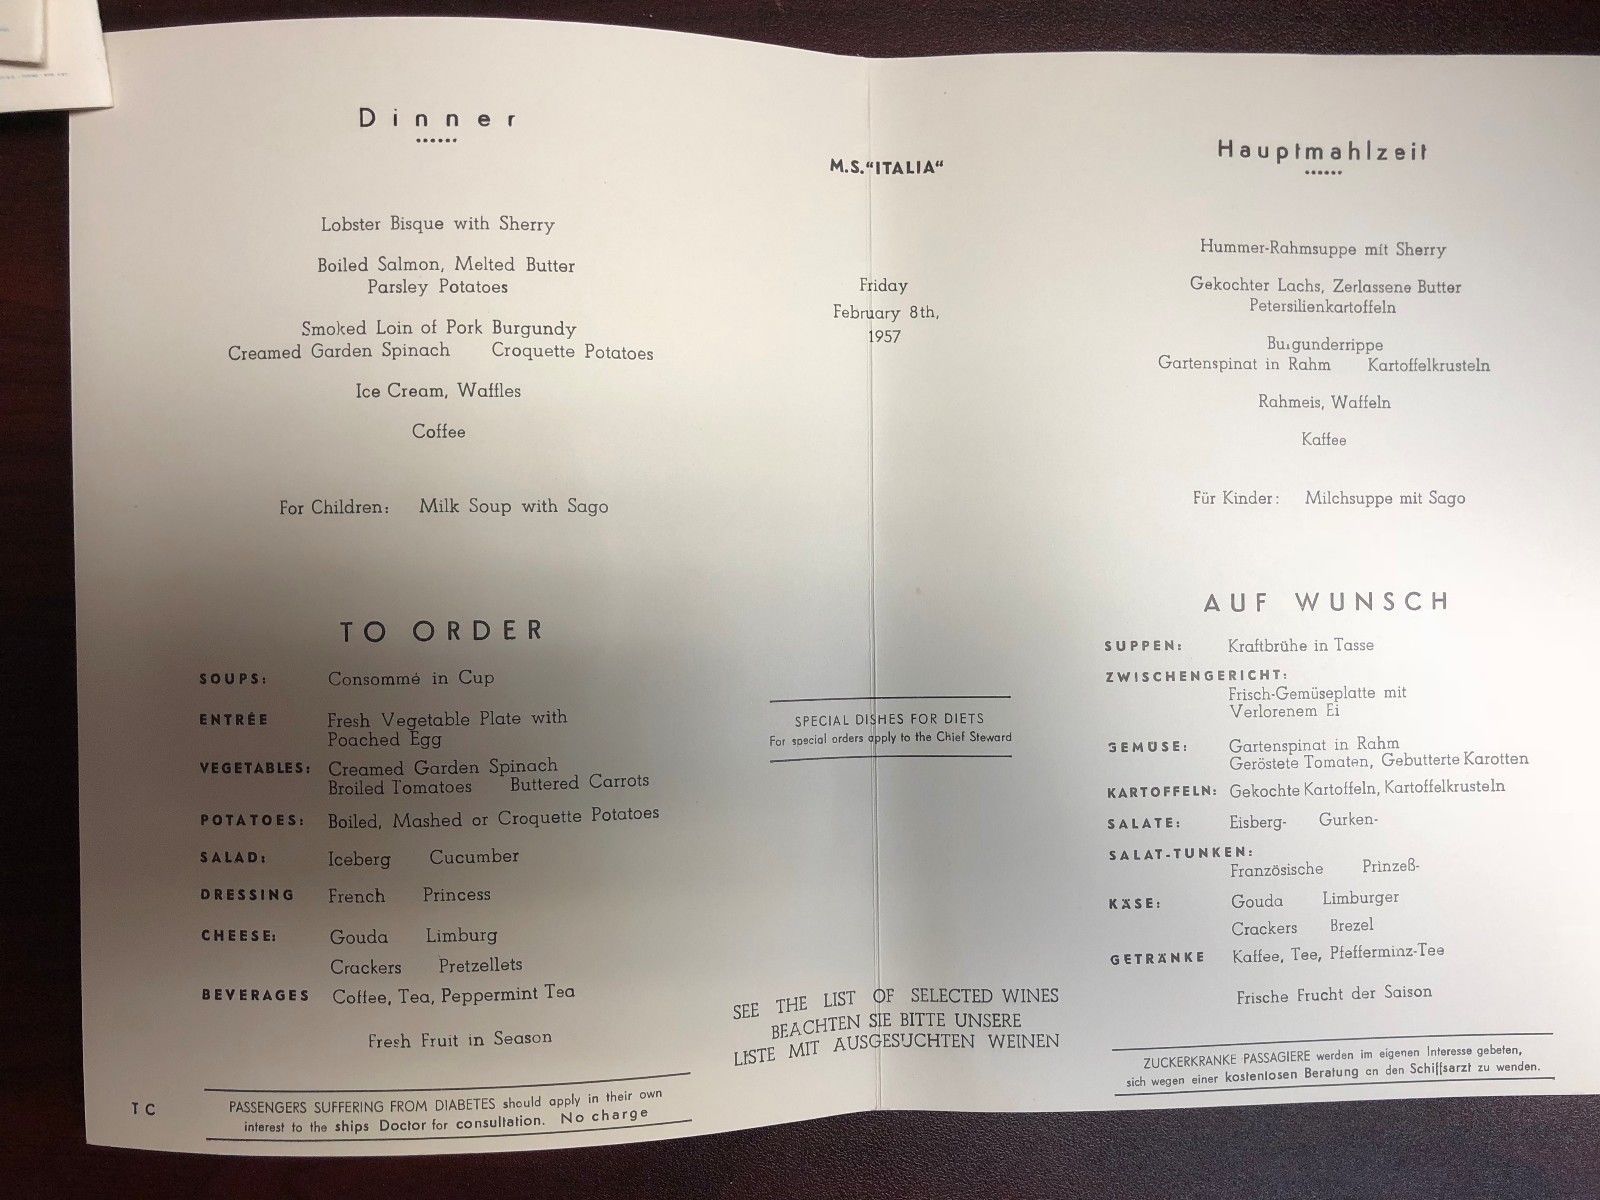 Dinner
Lobster Bisque with Sherry
Boiled Salmon, Melted Butter
Parsley Potatoes
Smoked Loin of Pork Burgundy
Creamed Garden Spinach Croquette Potatoes
Ice Cream, Waffles
Coffee
For Children: Milk Soup with Sago
TO ORDER
SOUPS: Consommé in Cup
ENTRÉE Fresh Vegetable Plate with
Poached Egg
VEGETABLES: Creamed Garden Spinach
Broiled Tomatoes Buttered Carrots
POTATOES: Boiled, Mashed or Croquette Potatoes
SALAD: Iceberg Cucumber
DRESSING French Princess
CHEESE: Gouda Limburg
Crackers Pretzellets
BEVERAGES Coffee, Tea, Peppermint Tea
Fresh Fruit in Season
PASSENGERS SUFFERING FROM DIABETES should apply in their own
interest to the ships Doctor for consultation. No charge
T C
M.S."ITALIA"
Friday
February 8th,
1957
SPECIAL DISHES FOR DIETS
For special orders apply to the Chief Steward
SEE THE LIST OF SELECTED WINES
BEACHTEN SIE BITTE UNSERE
LISTE MIT AUSGESUCHTEN WEINEN
Hauptmahlzeit
Hummer-Rahmsuppe mit Sherry
Gekochter Lachs, Zerlassene Butter
Petersilienkartoffeln
Burgunderrippe
Gartenspinat in Rahm Kartoffelkrusteln
Rahmeis, Waffeln
Kaffee
Für Kinder: Milchsuppe mit Sago
AUF WUNSCH
SUPPEN: Kraftbrühe in Tasse
ZWISCHENGERICHT:
Frisch-Gemüseplatte mit
Verlorenem Ei
GEMÜSE: Gartenspinat in Rahm
Geröstete Tomaten, Gebutterte Karotten
KARTOFFELN: Gekochte Kartoffeln, Kartoffelkrusteln
SALATE: Eisberg- Gurken-
SALAT-TUNKEN:
Französische Prinzeß-
KÄSE: Gouda Limburger
Crackers Brezel
GETRÄNKE Kaffee, Tee, Pfefferminz-Tee
Frische Frucht der Saison
ZUCKERKRANKE PASSAGIERE werden im eigenen Interesse gebeten,
sich wegen einer kostenlosen Beratung an den Schiffsarzt zu wenden.